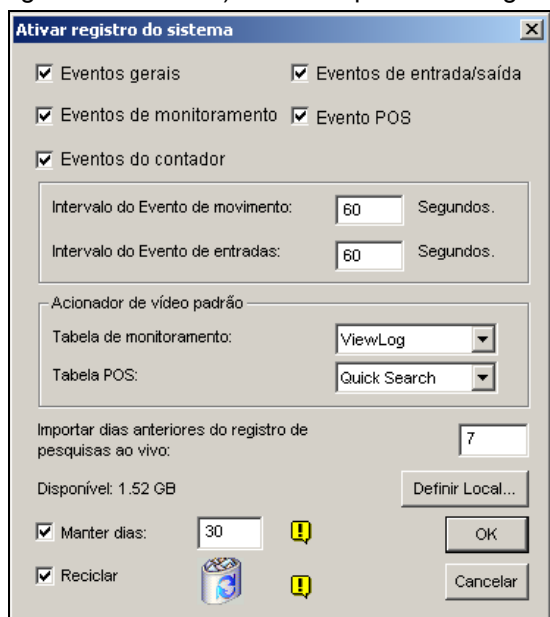 Ativar registro do sistema
Eventos gerais
Eventos de entrada/saída
Eventos de monitoramento
Evento POS
Eventos do contador
Intervalo do Evento de movimento: 60 Segundos.
Intervalo do Evento de entradas: 60 Segundos.
Acionador de vídeo padrão
Tabela de monitoramento: ViewLog
Tabela POS: Quick Search
Importar dias anteriores do registro de
pesquisas ao vivo: 7
Disponível: 1.52 GB
Definir Local...
Manter dias: 30
OK
Reciclar
Cancelar